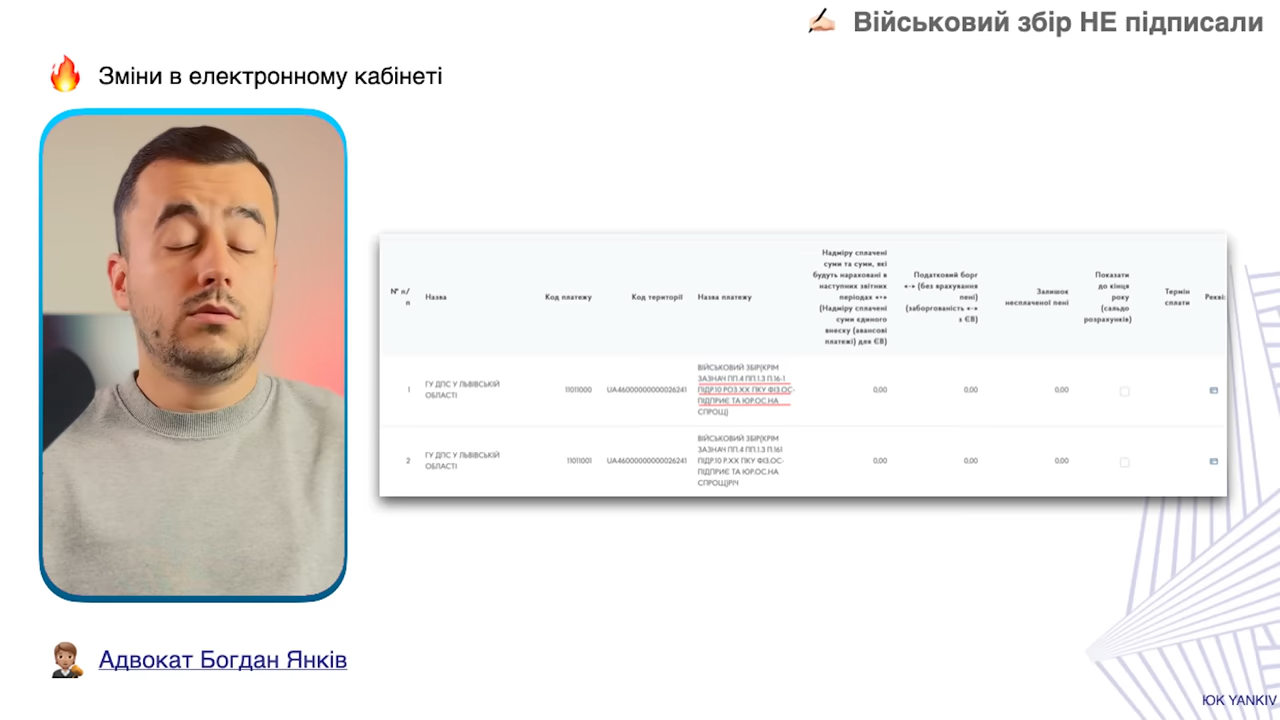 Військовий збір НЕ підписали
Зміни в електронному кабінеті
№ п/
п
Назва
Код платежу
Код території
Назва платежу
Надміру сплачені
суми та суми, які
будуть нараховані в
наступних звітних
періодах «+»
(Надміру сплачені
суми єдиного
внеску (авансові
платежі) для ЄВ)
Податковий борг
«-» (без врахування
пені)
(заборгованість «-»
з ЄВ)
Залишок
несплаченої пені
Показати
до кінця
року
(сальдо
розрахунків)
Термін
сплати
Рекві
1
ГУ ДПС У ЛЬВІВСЬКІЙ
ОБЛАСТІ
11011000
UA46000000000026241
ВІЙСЬКОВИЙ ЗБІР(КРІМ
ЗАЗНАЧ ПП.4 ПП.1.3 П.16-1
ПІДР.10 РОЗ.ХХ ПКУ ФІЗ.ОС-
ПІДПРИЄ ТА ЮР.ОС.НА
СПРОЩ)
0,00
0,00
0,00
2
ГУ ДПС У ЛЬВІВСЬКІЙ
ОБЛАСТІ
11011001
UA46000000000026241
ВІЙСЬКОВИЙ ЗБІР(КРІМ
ЗАЗНАЧ ПП.4 ПП.1.3 П.16І
ПІДР.10 Р.ХХ ПКУ ФІЗ.ОС-
ПІДПРИЄ ТА ЮР.ОС.НА
СПРОЩ)РІЧ
0,00
0,00
0,00
Адвокат Богдан Янків
ЮК YANKIV